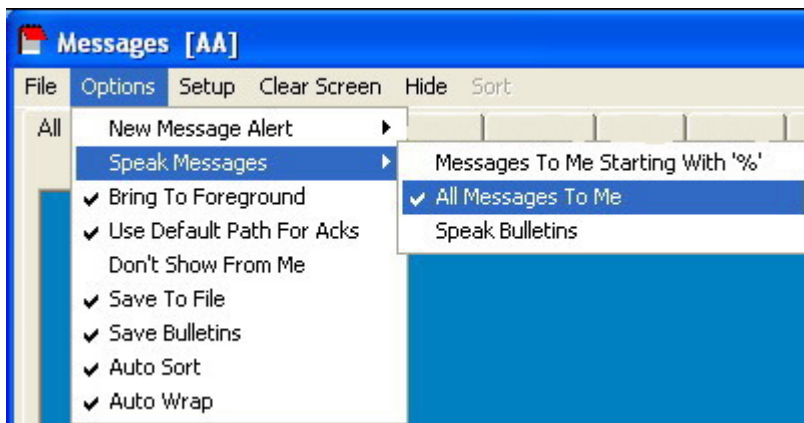 Messages [AA]
File Options Setup Clear Screen Hide Sort
All
New Message Alert
Speak Messages
Messages To Me Starting With '%'
Bring To Foreground
All Messages To Me
Use Default Path For Acks
Speak Bulletins
Don't Show From Me
Save To File
Save Bulletins
Auto Sort
Auto Wrap